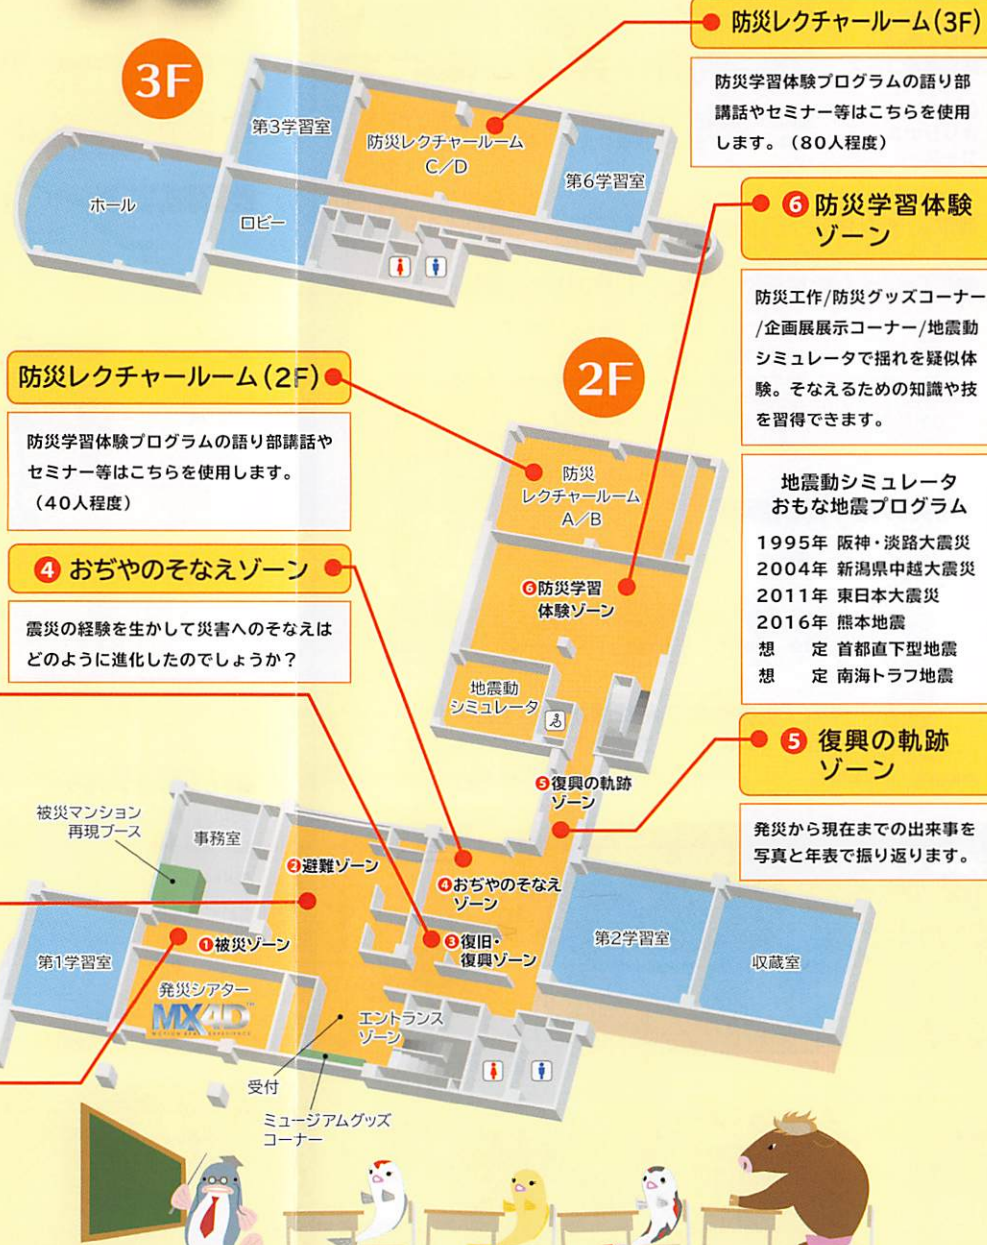 3F
防災レクチャールーム(3F)
防災学習体験プログラムの語り部
講話やセミナー等はこちらを使用
します。（80人程度）
第3学習室
防災レクチャールーム
C／D
第6学習室
ホール
ロビー
❻防災学習体験
ゾーン
防災工作/防災グッズコーナー
/企画展展示コーナー/地震動
シミュレータで揺れを疑似体
験。そなえるための知識や技
を習得できます。
地震動シミュレータ
おもな地震プログラム
1995年 阪神・淡路大震災
2004年 新潟県中越大震災
2011年 東日本大震災
2016年 熊本地震
想　定 首都直下型地震
想　定 南海トラフ地震
❺ 復興の軌跡
ゾーン
発災から現在までの出来事を
写真と年表で振り返ります。
防災レクチャールーム(2F)
防災学習体験プログラムの語り部講話や
セミナー等はこちらを使用します。
（40人程度）
❹ おぢやのそなえゾーン
震災の経験を生かして災害へのそなえは
どのように進化したのでしょうか？
2F
防災
レクチャールーム
A／B
❻防災学習
体験ゾーン
地震動
シミュレータ
❺復興の軌跡
ゾーン
被災マンション
再現ブース
事務室
❷避難ゾーン
❹おぢやのそなえ
ゾーン
❶被災ゾーン
❸復旧・
復興ゾーン
第1学習室
第2学習室
収蔵室
発災シアター
MX4D™
エントランス
ゾーン
受付
ミュージアムグッズ
コーナー